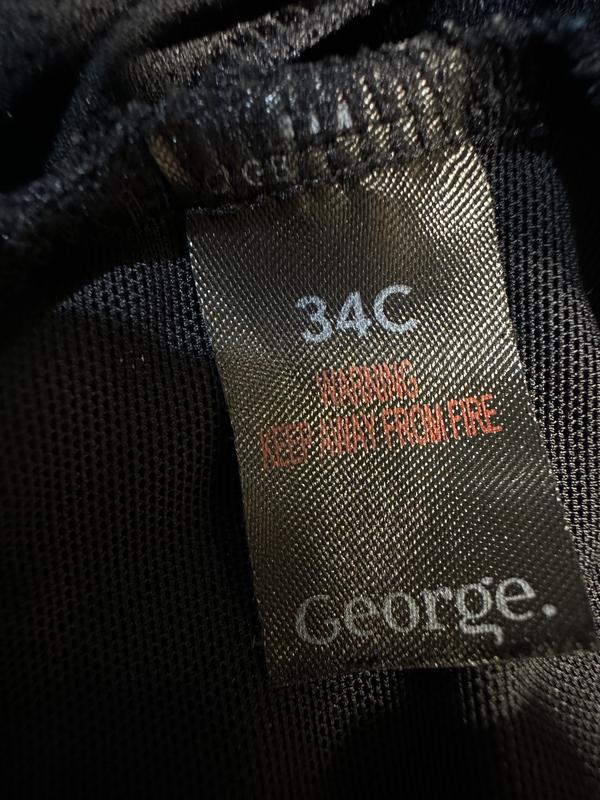 34C
WARNING
KEEP AWAY FROM FIRE
George.